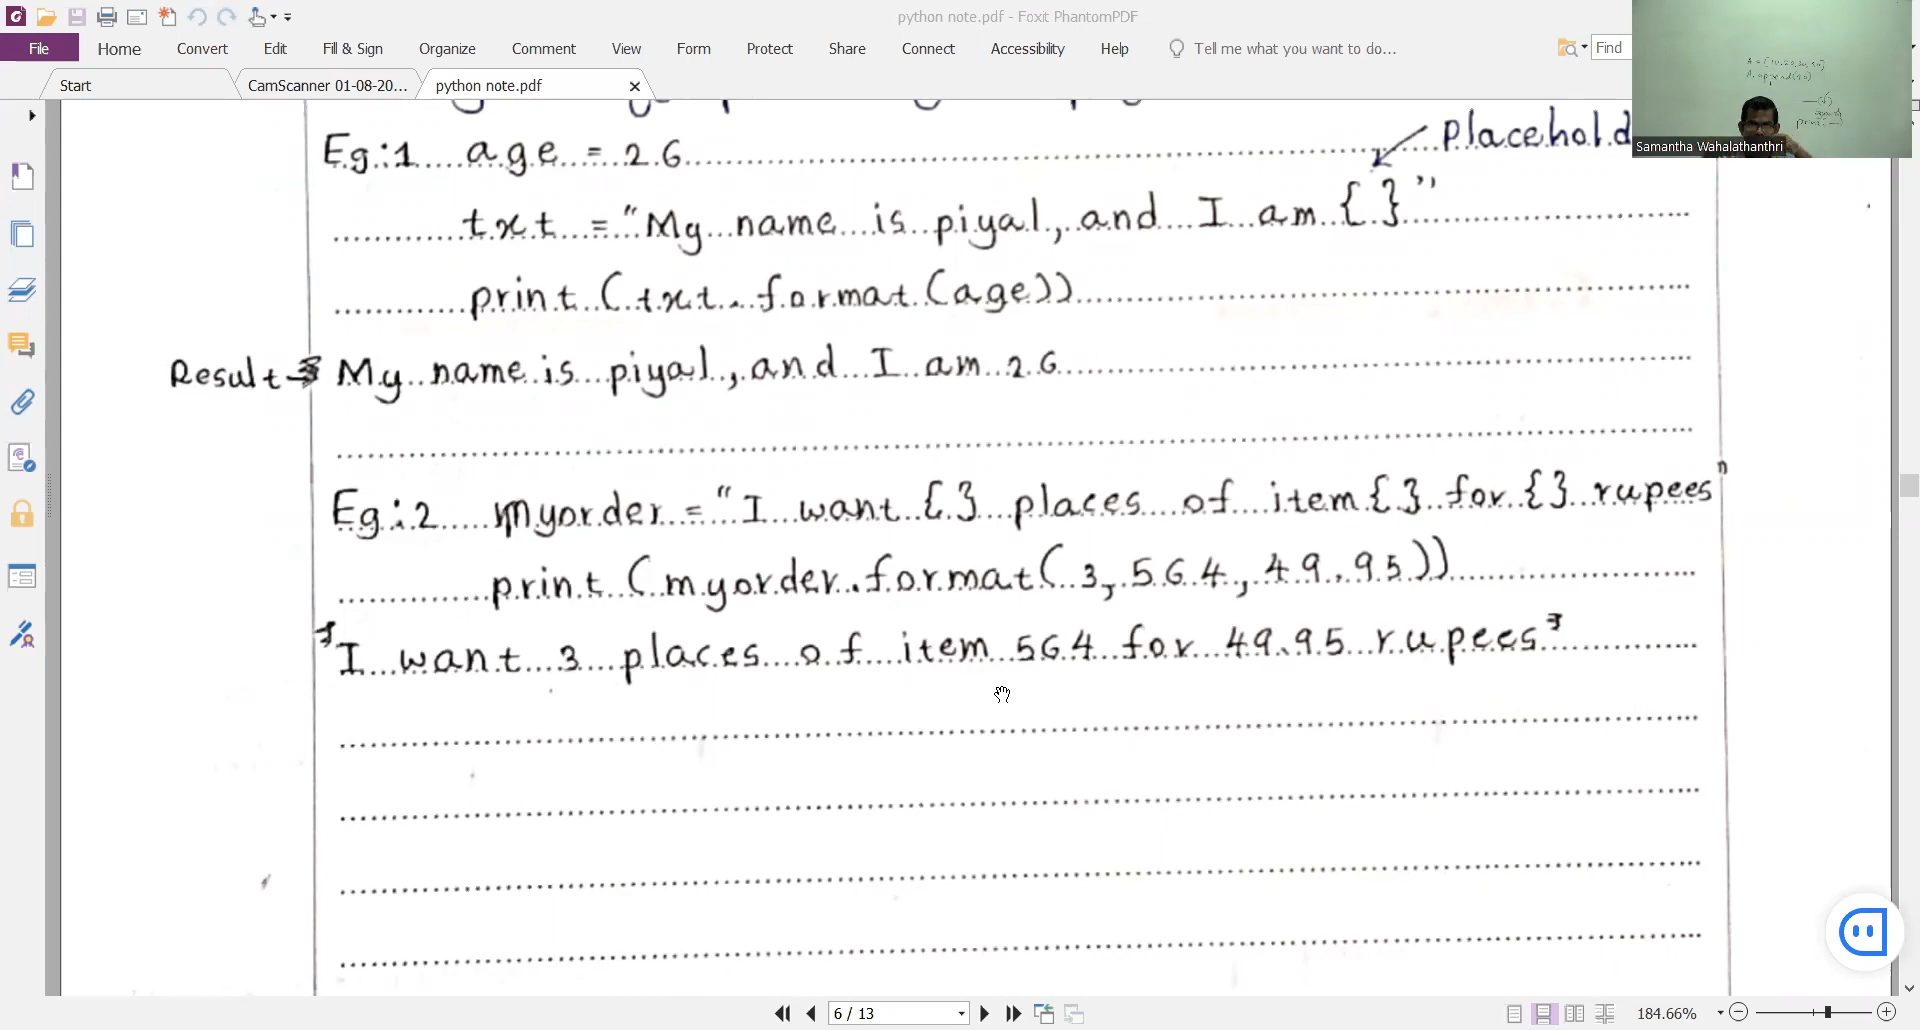 python note.pdf - Foxit PhantomPDF
File Home Convert Edit Fill & Sign Organize Comment View Form Protect Share Connect Accessibility Help Tell me what you want to do... Find
Start CamScanner 01-08-20... python note.pdf
Samantha Wahalathanthri
Eg:1 age = 26 Placehold
txt = "My name is piyal, and I am { }"
print (txt.format(age))
Result → My name is piyal, and I am 26
Eg:2 myorder = "I want { } places of item { } for { } rupees"
print (myorder.format(3, 564, 49.95))
I want 3 places of item 564 for 49.95 rupees
6 / 13
184.66%